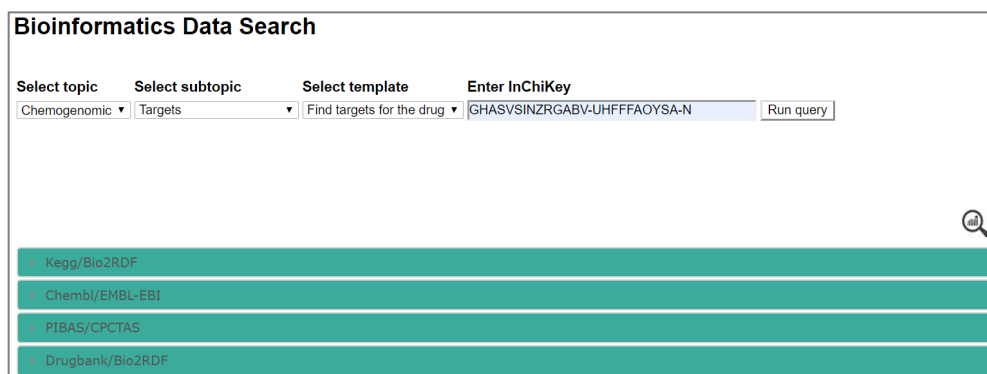 Bioinformatics Data Search
Select topic Select subtopic Select template Enter InChiKey
Chemogenomic Targets Find targets for the drug GHASVSINZRGABV-UHFFFAOYSA-N Run query
Kegg/Bio2RDF
Chembl/EMBL-EBI
PIBAS/CPCTAS
Drugbank/Bio2RDF